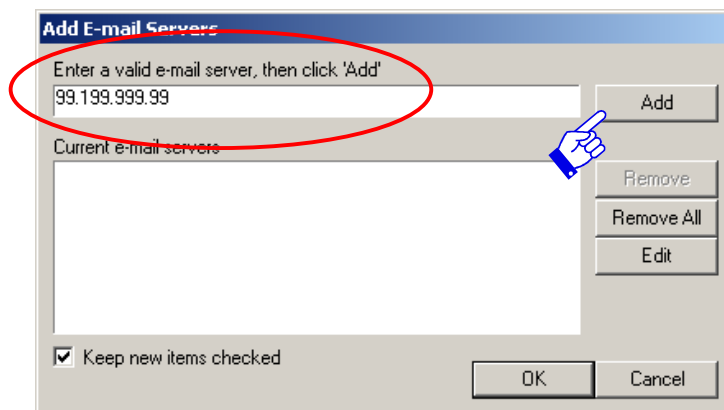 Add E-mail Servers
Enter a valid e-mail server, then click 'Add'
99.199.999.99
Add
Current e-mail servers
Remove
Remove All
Edit
Keep new items checked
OK
Cancel